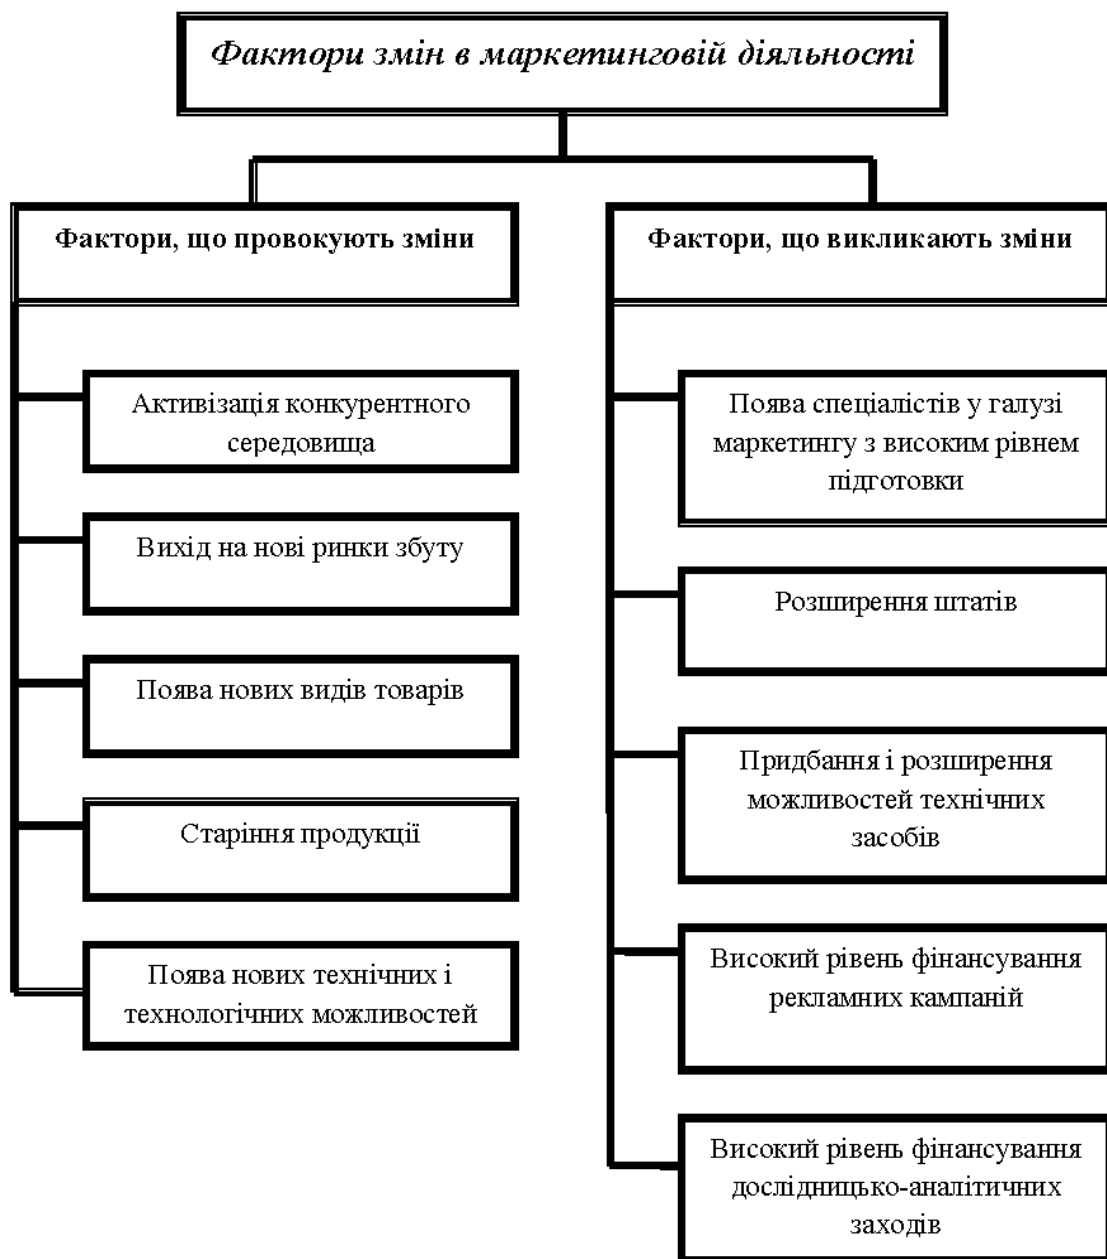 Фактори змін в маркетинговій діяльності
Фактори, що провокують зміни
Активізація конкурентного
середовища
Вихід на нові ринки збуту
Поява нових видів товарів
Старіння продукції
Поява нових технічних і
технологічних можливостей
Фактори, що викликають зміни
Поява спеціалістів у галузі
маркетингу з високим рівнем
підготовки
Розширення штатів
Придбання і розширення
можливостей технічних
засобів
Високий рівень фінансування
рекламних кампаній
Високий рівень фінансування
дослідницько-аналітичних
заходів